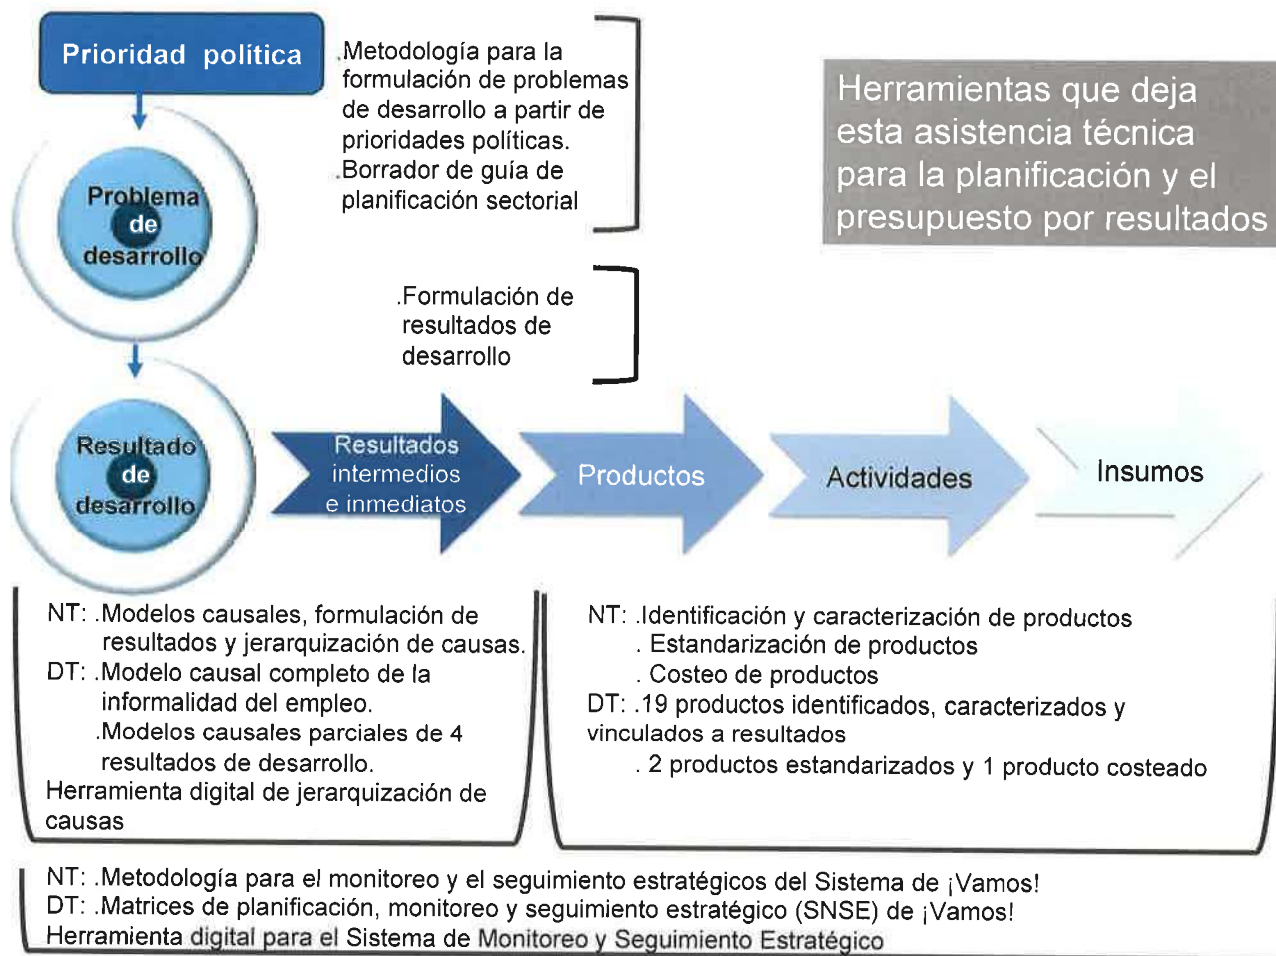 Prioridad política
.Metodología para la
formulación de problemas
de desarrollo a partir de
prioridades políticas.
.Borrador de guía de
planificación sectorial
Herramientas que deja
esta asistencia técnica
para la planificación y el
presupuesto por resultados
Problema
de
desarrollo
.Formulación de
resultados de
desarrollo
Resultado
de
desarrollo
Resultados
intermedios
e inmediatos
Productos
Actividades
Insumos
NT: .Modelos causales, formulación de
resultados y jerarquización de causas.
DT: .Modelo causal completo de la
informalidad del empleo.
.Modelos causales parciales de 4
resultados de desarrollo.
Herramienta digital de jerarquización de
causas
NT: .Identificación y caracterización de productos
. Estandarización de productos
. Costeo de productos
DT: .19 productos identificados, caracterizados y
vinculados a resultados
. 2 productos estandarizados y 1 producto costeado
NT: .Metodología para el monitoreo y el seguimiento estratégicos del Sistema de ¡Vamos!
DT: .Matrices de planificación, monitoreo y seguimiento estratégico (SNSE) de ¡Vamos!
Herramienta digital para el Sistema de Monitoreo y Seguimiento Estratégico